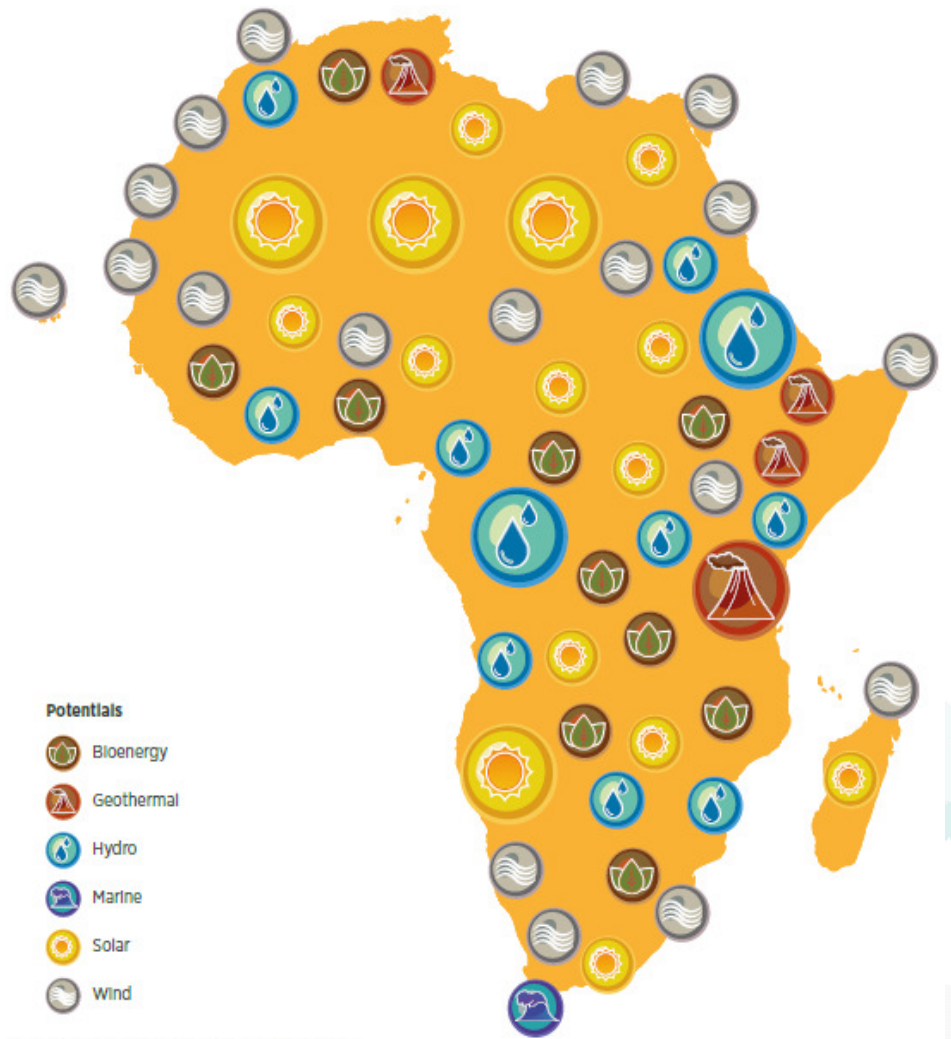 Potentials
Bioenergy
Geothermal
Hydro
Marine
Solar
Wind